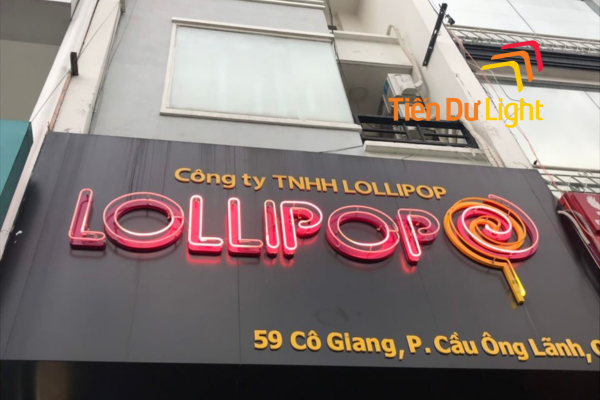 Tiến Dư Light
Công ty TNHH LOLLIPOP
LOLLIPOP
59 Cô Giang, P. Cầu Ông Lãnh,